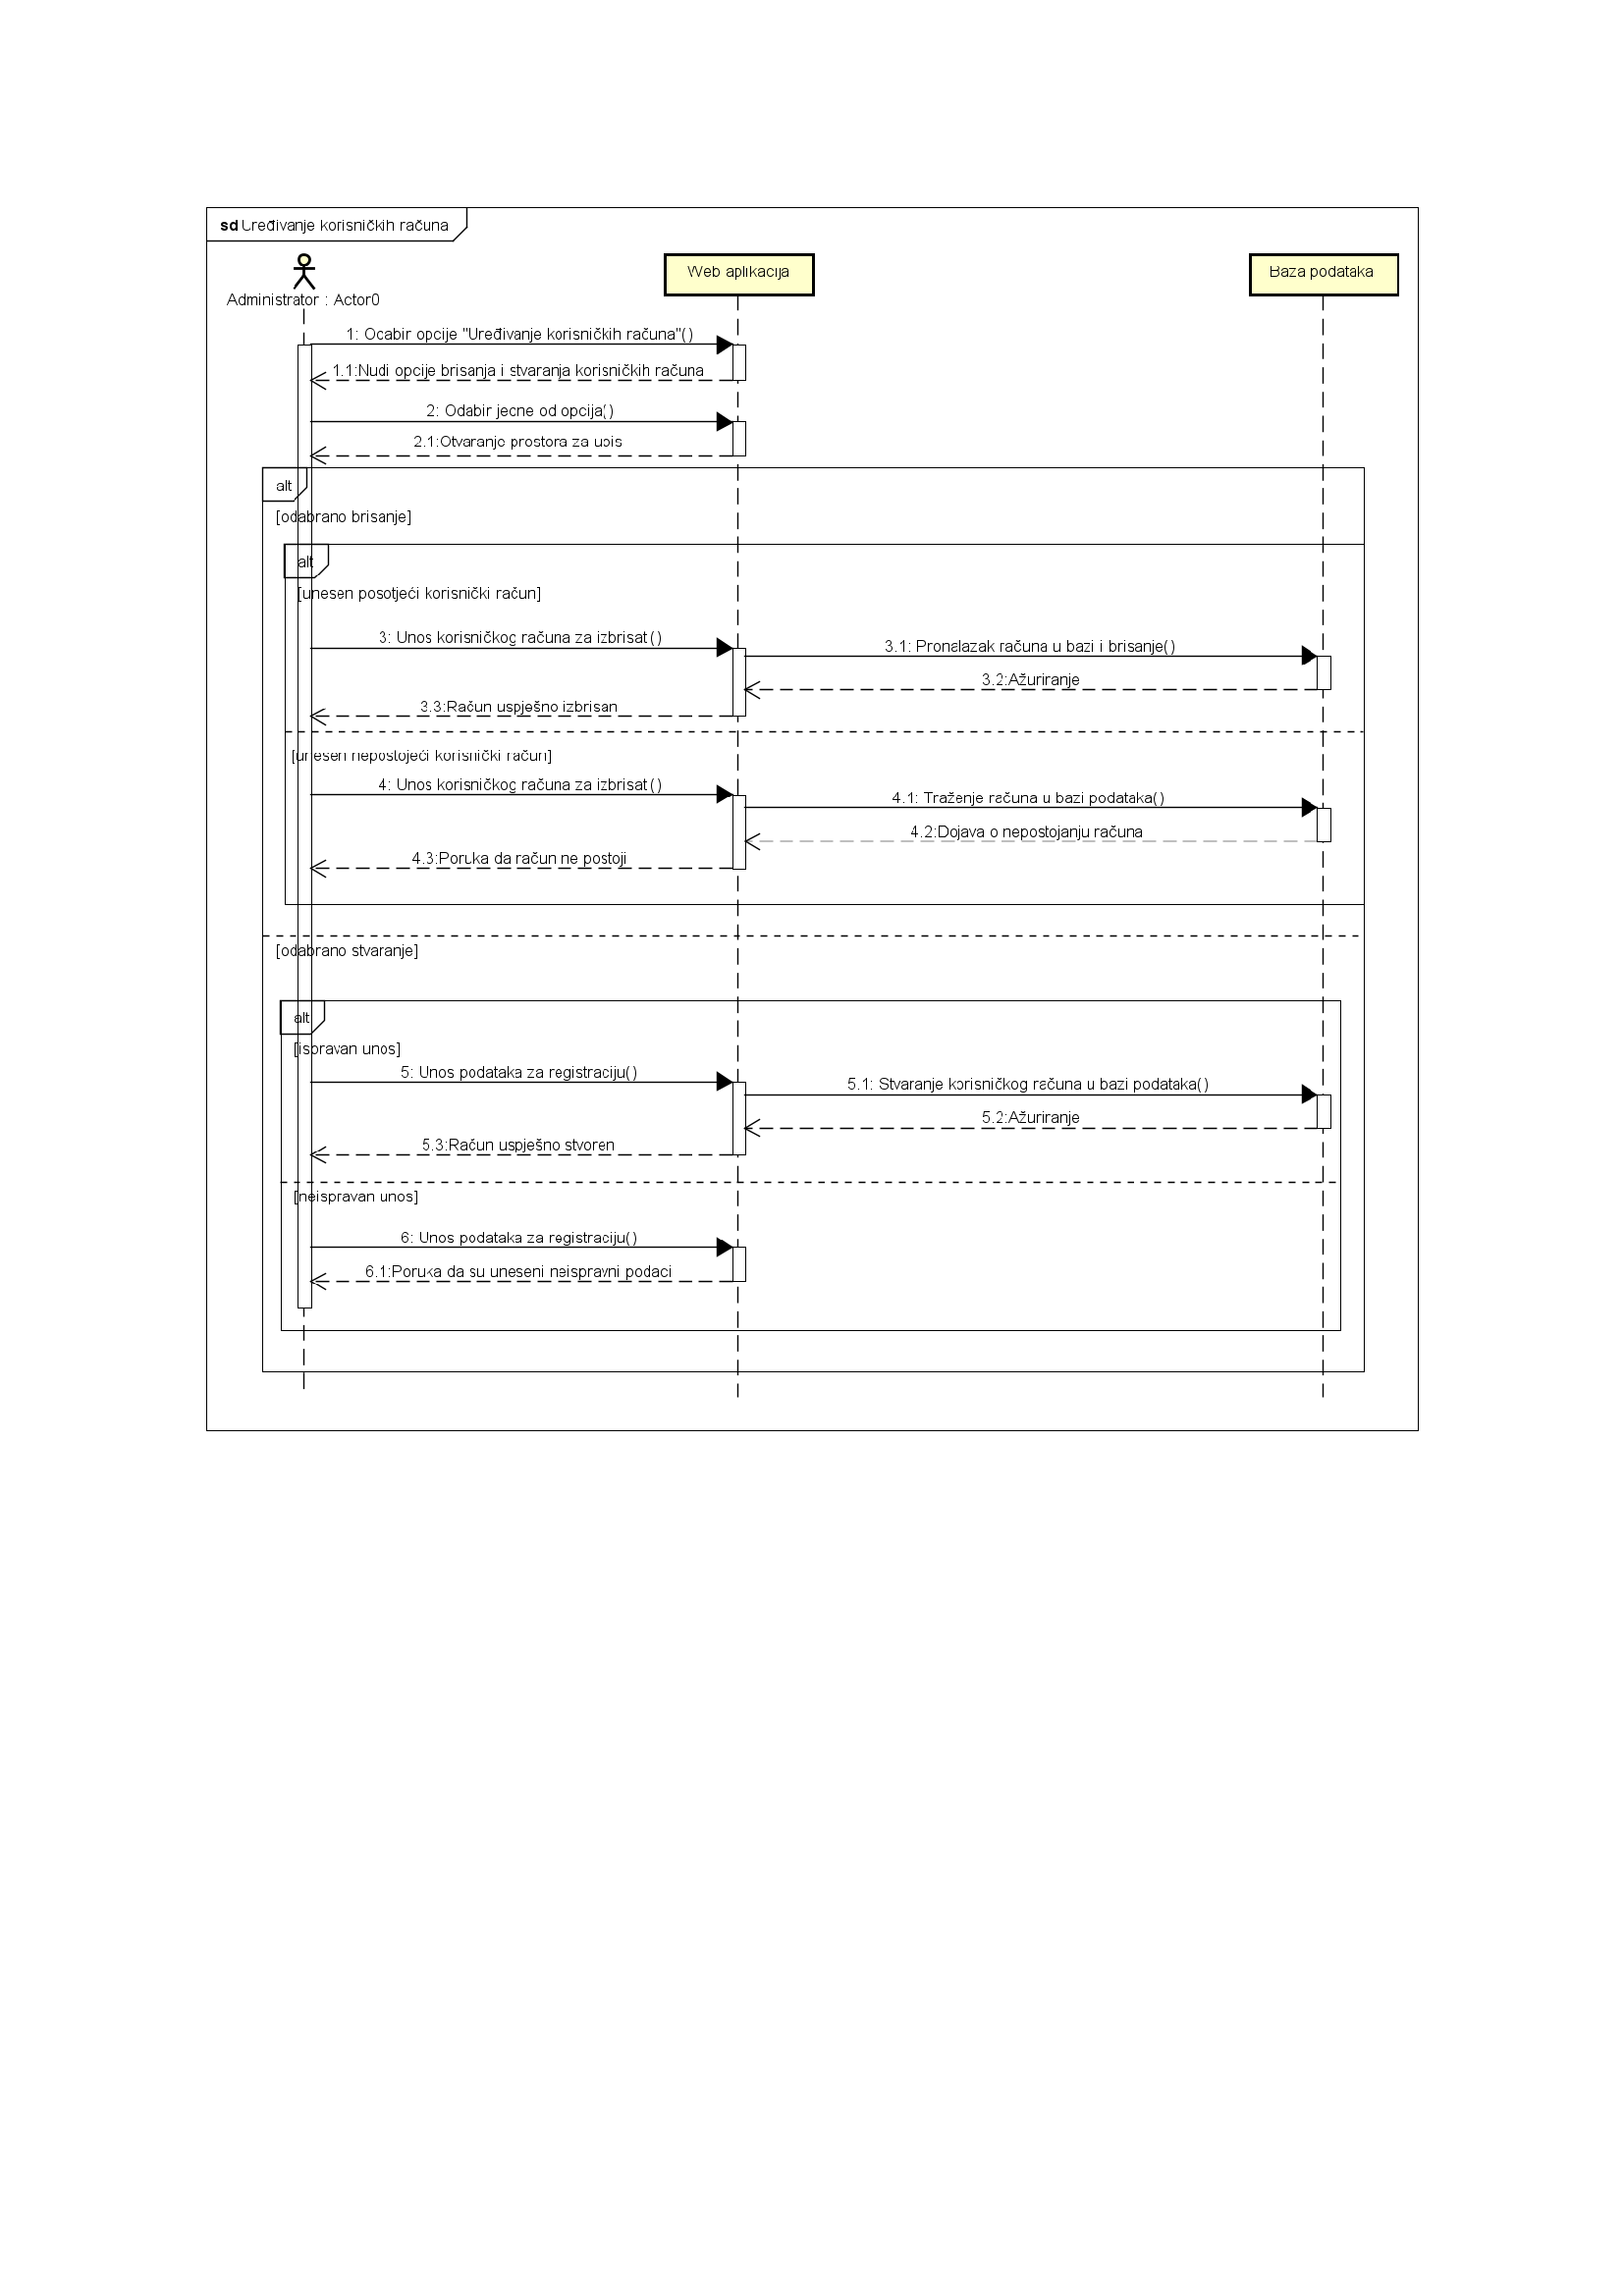 sd Uređivanje korisničkih računa
Administrator : Actor0
Web aplikacija
Baza podataka
1: Odabir opcije "Uređivanje korisničkih računa"()
1.1:Nudi opcije brisanja i stvaranja korisničkih računa
2: Odabir jedne od opcija()
2.1:Otvaranje prostora za upis
alt
[odabrano brisanje]
alt
[unesen posotjeći korisnički račun]
3: Unos korisničkog računa za izbrisat()
3.1: Pronalazak računa u bazi i brisanje()
3.2:Ažuriranje
3.3:Račun uspješno izbrisan
[unesen nepostojeći korisnički račun]
4: Unos korisničkog računa za izbrisat()
4.1: Traženje računa u bazi podataka()
4.2:Dojava o nepostojanju računa
4.3:Poruka da račun ne postoji
[odabrano stvaranje]
alt
[ispravan unos]
5: Unos podataka za registraciju()
5.1: Stvaranje korisničkog računa u bazi podataka()
5.2:Ažuriranje
5.3:Račun uspješno stvoren
[neispravan unos]
6: Unos podataka za registraciju()
6.1:Poruka da su uneseni neispravni podaci